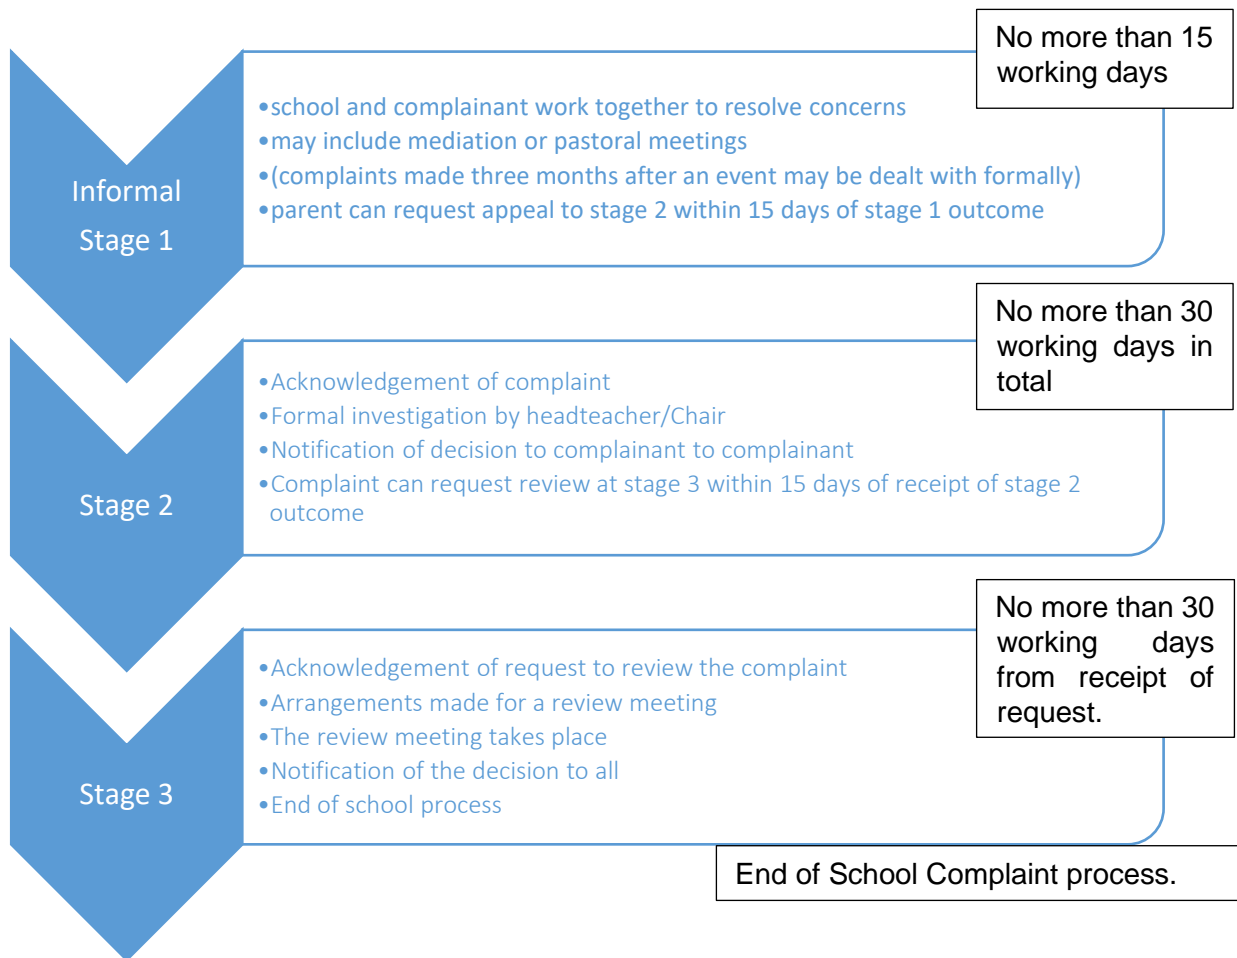 No more than 15
working days
Informal
Stage 1
•school and complainant work together to resolve concerns
•may include mediation or pastoral meetings
•(complaints made three months after an event may be dealt with formally)
•parent can request appeal to stage 2 within 15 days of stage 1 outcome
No more than 30
working days in
total
Stage 2
•Acknowledgement of complaint
•Formal investigation by headteacher/Chair
•Notification of decision to complainant to complainant
•Complaint can request review at stage 3 within 15 days of receipt of stage 2
outcome
No more than 30
working days
from receipt of
request.
Stage 3
•Acknowledgement of request to review the complaint
•Arrangements made for a review meeting
•The review meeting takes place
•Notification of the decision to all
•End of school process
End of School Complaint process.